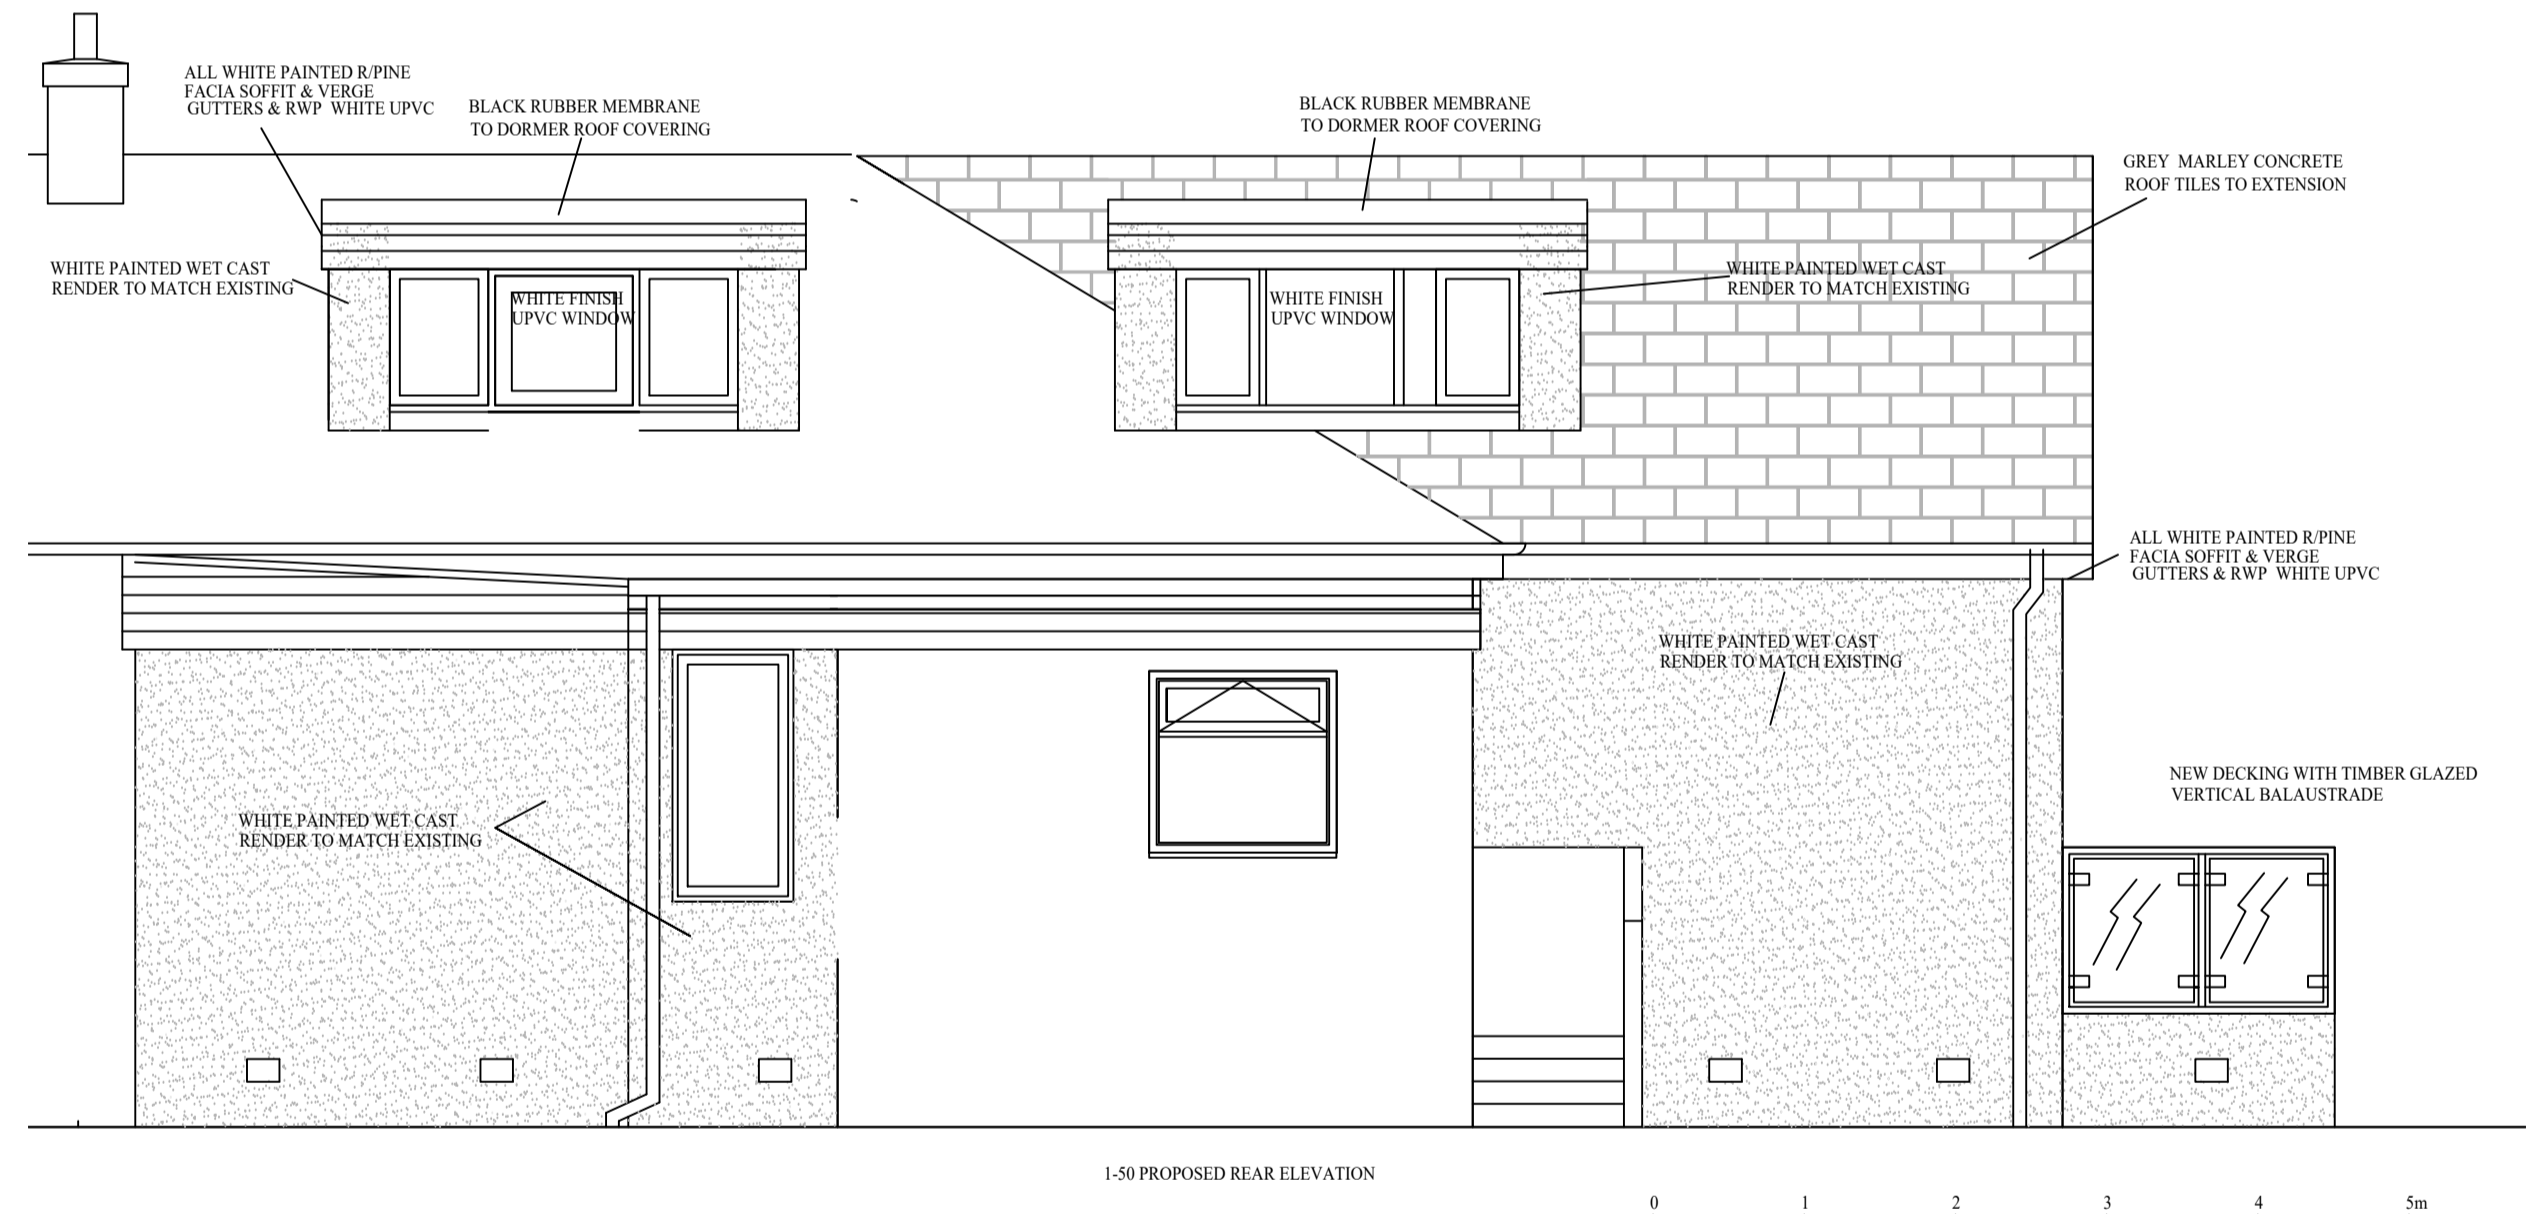 ALL WHITE PAINTED R/PINE
FACIA SOFFIT & VERGE
GUTTERS & RWP WHITE UPVC
BLACK RUBBER MEMBRANE
TO DORMER ROOF COVERING
BLACK RUBBER MEMBRANE
TO DORMER ROOF COVERING
GREY MARLEY CONCRETE
ROOF TILES TO EXTENSION
WHITE PAINTED WET CAST
RENDER TO MATCH EXISTING
WHITE FINISH
UPVC WINDOW
WHITE FINISH
UPVC WINDOW
WHITE PAINTED WET CAST
RENDER TO MATCH EXISTING
ALL WHITE PAINTED R/PINE
FACIA SOFFIT & VERGE
GUTTERS & RWP WHITE UPVC
WHITE PAINTED WET CAST
RENDER TO MATCH EXISTING
NEW DECKING WITH TIMBER GLAZED
VERTICAL BALAUSTRADE
WHITE PAINTED WET CAST
RENDER TO MATCH EXISTING
1-50 PROPOSED REAR ELEVATION
0 1 2 3 4 5m